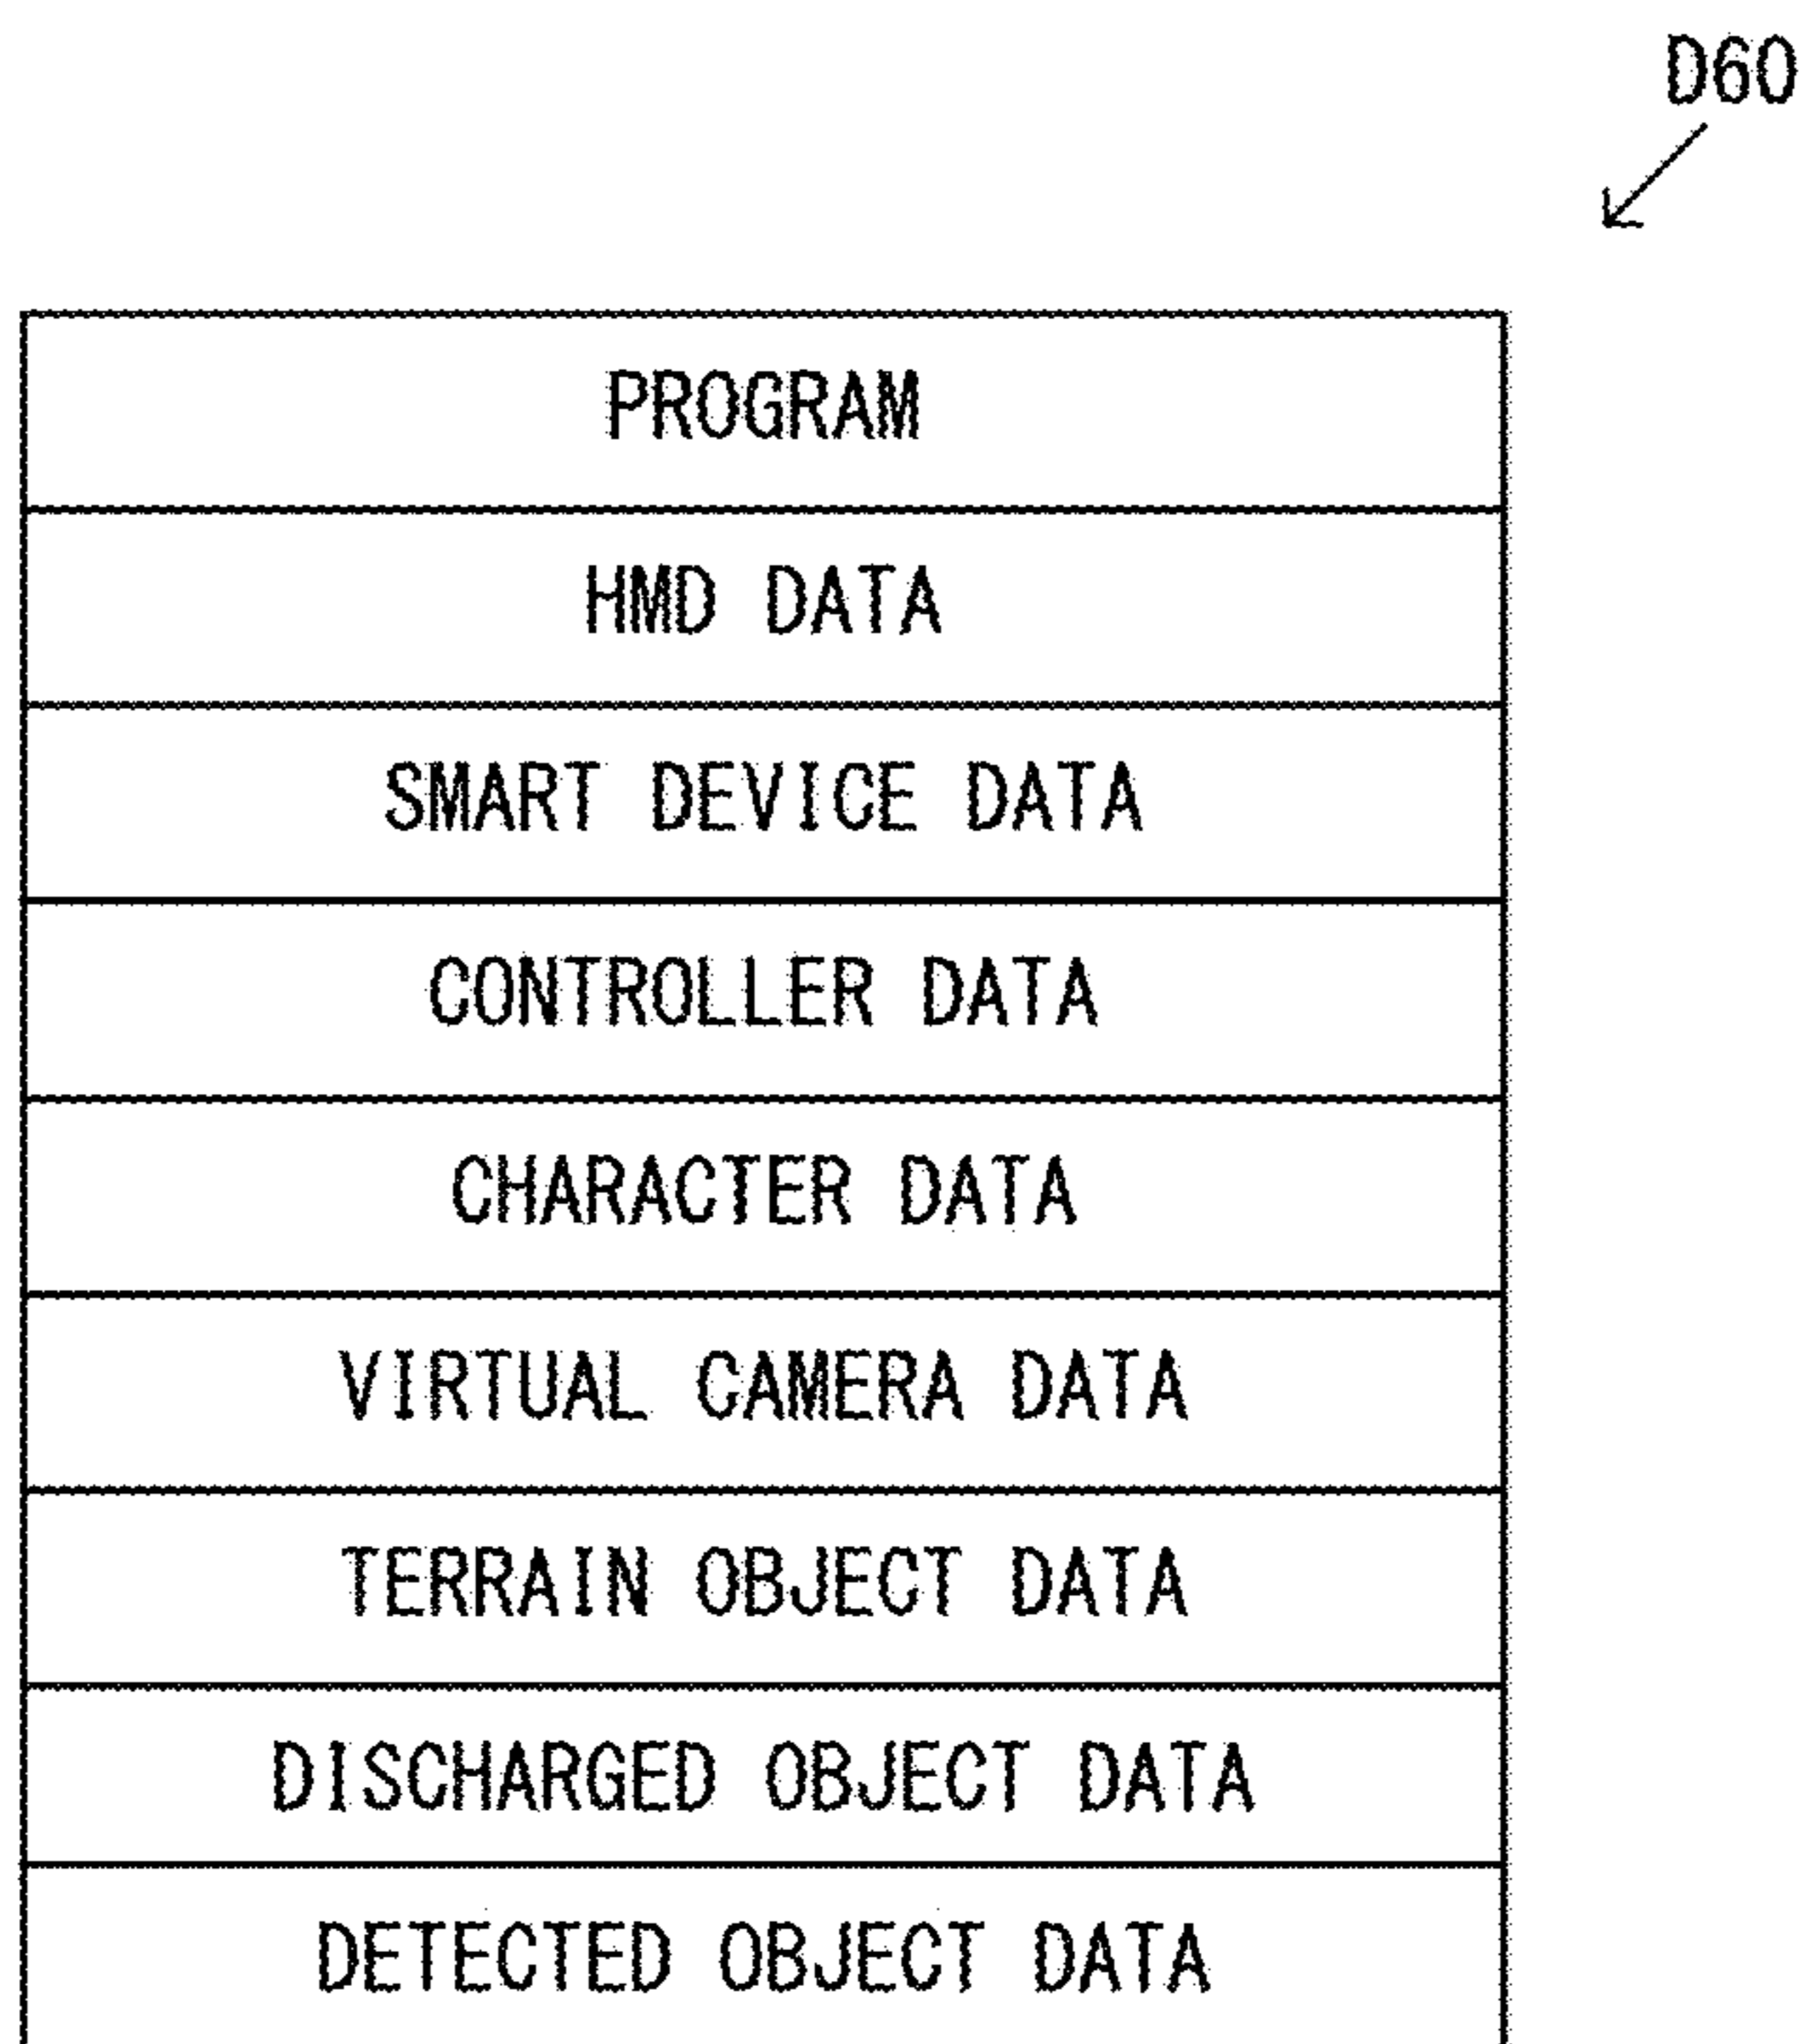 D60
PROGRAM
HMD DATA
SMART DEVICE DATA
CONTROLLER DATA
CHARACTER DATA
VIRTUAL CAMERA DATA
TERRAIN OBJECT DATA
DISCHARGED OBJECT DATA
DETECTED OBJECT DATA